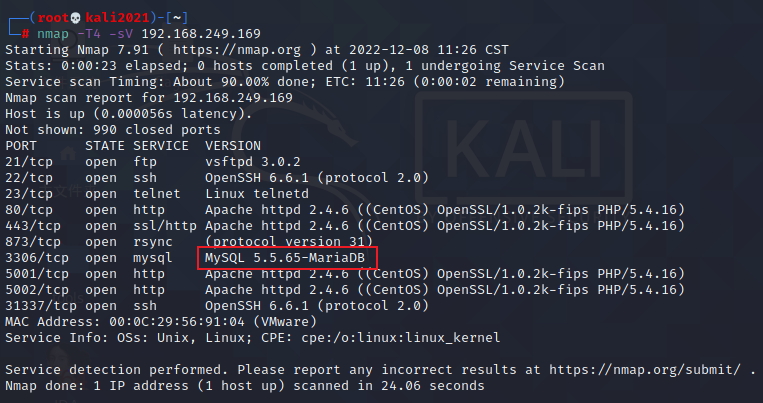 ┌──(root💀kali2021)-[~]
└─# nmap -T4 -sV 192.168.249.169
Starting Nmap 7.91 ( https://nmap.org ) at 2022-12-08 11:26 CST
Stats: 0:00:23 elapsed; 0 hosts completed (1 up), 1 undergoing Service Scan
Service scan Timing: About 90.00% done; ETC: 11:26 (0:00:02 remaining)
Nmap scan report for 192.168.249.169
Host is up (0.000056s latency).
Not shown: 990 closed ports
PORT      STATE SERVICE  VERSION
21/tcp    open  ftp      vsftpd 3.0.2
22/tcp    open  ssh      OpenSSH 6.6.1 (protocol 2.0)
23/tcp    open  telnet   Linux telnetd
80/tcp    open  http     Apache httpd 2.4.6 ((CentOS) OpenSSL/1.0.2k-fips PHP/5.4.16)
443/tcp   open  ssl/http Apache httpd 2.4.6 ((CentOS) OpenSSL/1.0.2k-fips PHP/5.4.16)
873/tcp   open  rsync    (protocol version 31)
3306/tcp  open  mysql    MySQL 5.5.65-MariaDB
5001/tcp  open  http     Apache httpd 2.4.6 ((CentOS) OpenSSL/1.0.2k-fips PHP/5.4.16)
5002/tcp  open  http     Apache httpd 2.4.6 ((CentOS) OpenSSL/1.0.2k-fips PHP/5.4.16)
31337/tcp open  ssh      OpenSSH 6.6.1 (protocol 2.0)
MAC Address: 00:0C:29:56:91:04 (VMware)
Service Info: OSs: Unix, Linux; CPE: cpe:/o:linux:linux_kernel

Service detection performed. Please report any incorrect results at https://nmap.org/submit/ .
Nmap done: 1 IP address (1 host up) scanned in 24.06 seconds
KALI